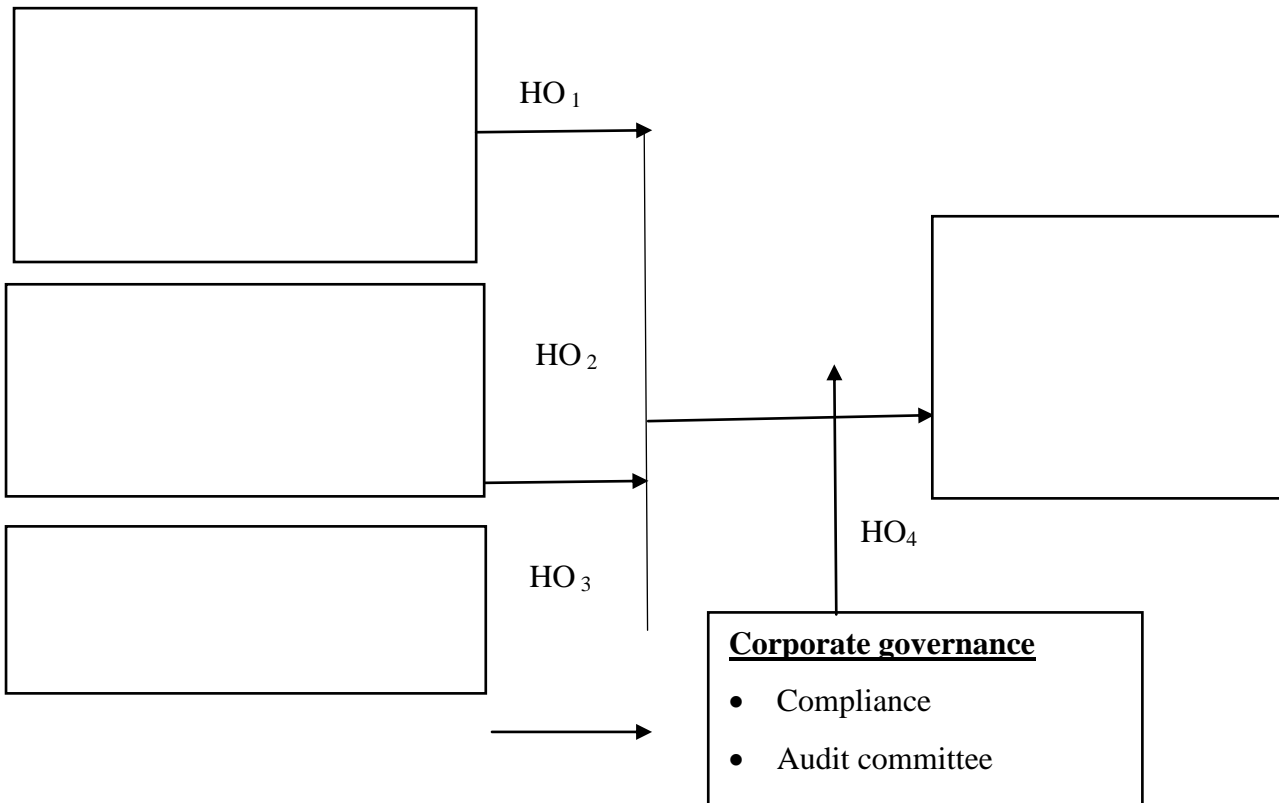 HO 1
HO 2
HO 3
HO4
Corporate governance
• Compliance
• Audit committee